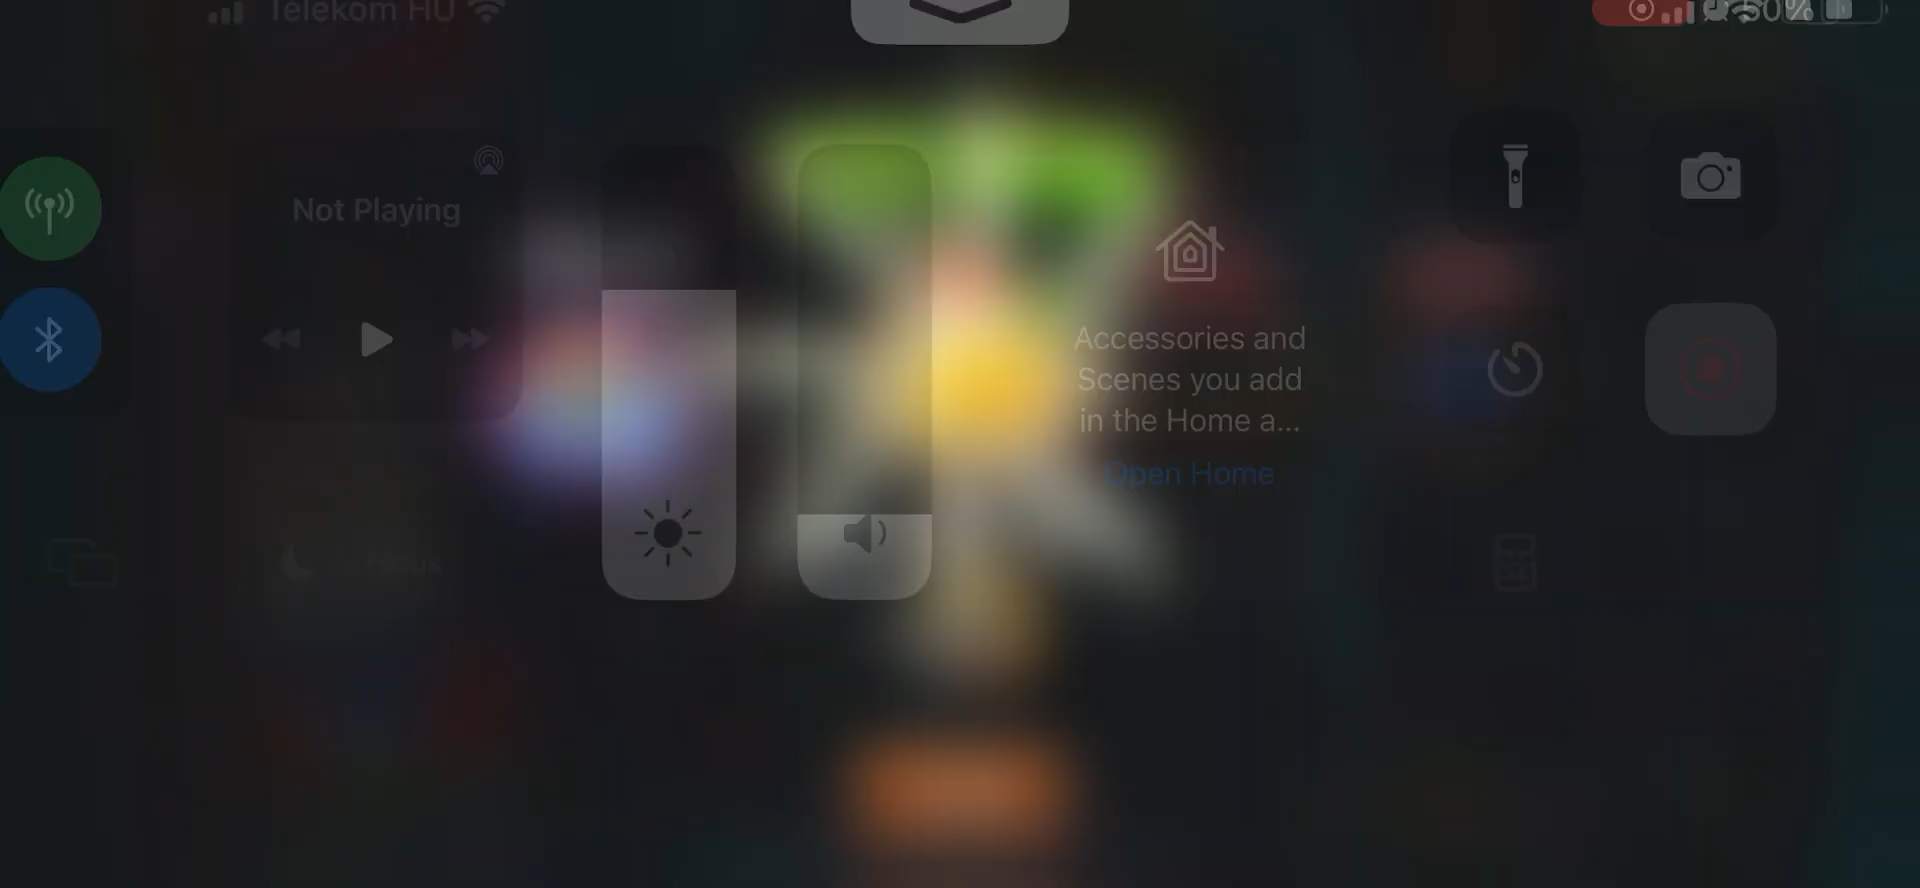 Telekom HU
50%
Not Playing
Accessories and
Scenes you add
in the Home a...
Open Home